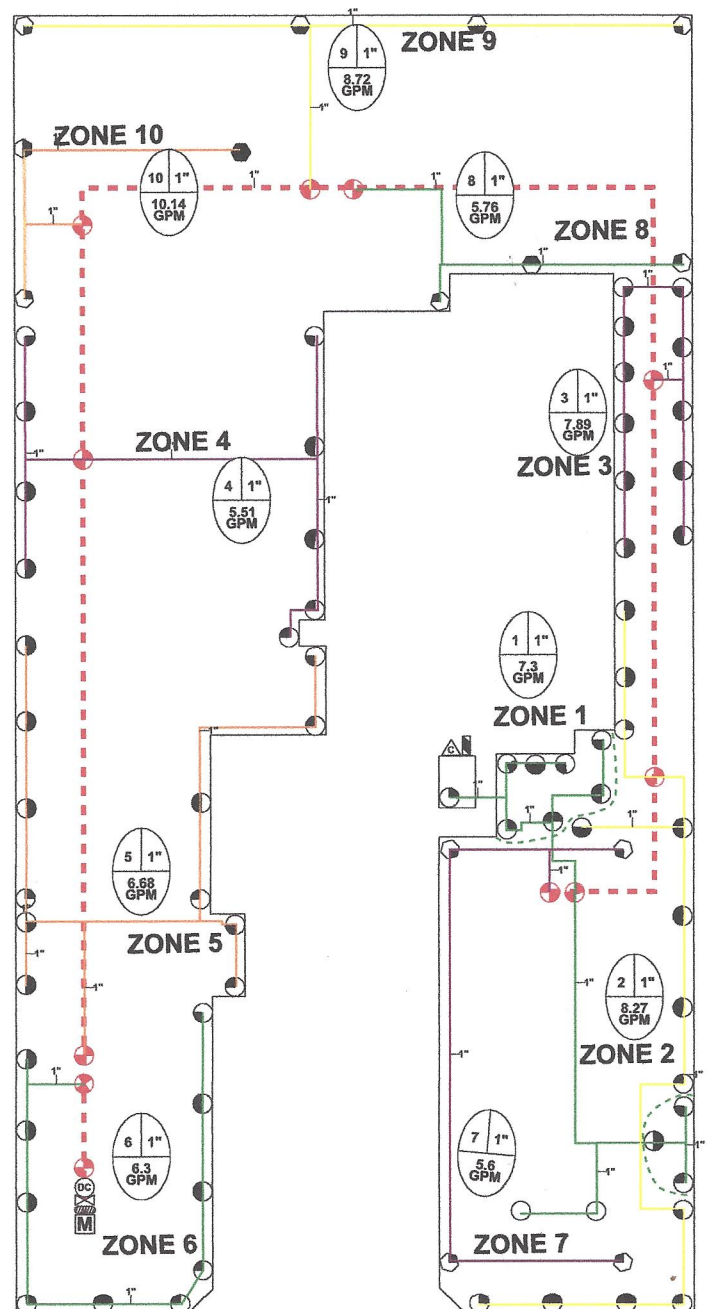 1"
ZONE 9
9 1"
8.72
GPM
1"
ZONE 10
1"
10 1"
10.14
GPM
1"
1"
8 1"
5.76
GPM
1"
ZONE 8
1"
1"
1"
3 1"
7.89
GPM
ZONE 3
ZONE 4
1"
1"
4 1"
5.51
GPM
1"
1 1"
7.3
GPM
ZONE 1
1"
C
1"
1"
1"
5 1"
6.68
GPM
1"
ZONE 5
1"
1"
2 1"
8.27
GPM
ZONE 2
1"
1"
1"
1"
6 1"
6.3
GPM
7 1"
5.6
GPM
1"
DC
M
ZONE 6
ZONE 7
1"
1"